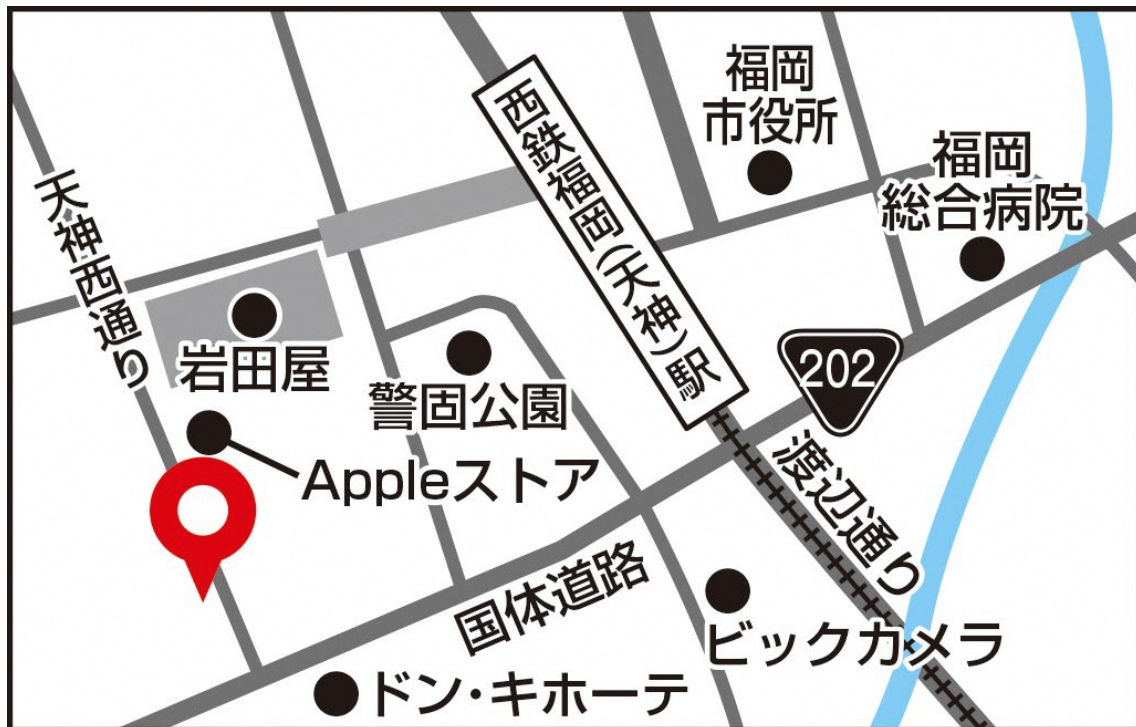 福岡
市役所
西鉄福岡(天神)駅
福岡
総合病院
天神西通り
岩田屋
警固公園
202
Appleストア
渡辺通り
国体道路
ビックカメラ
ドン・キホーテ